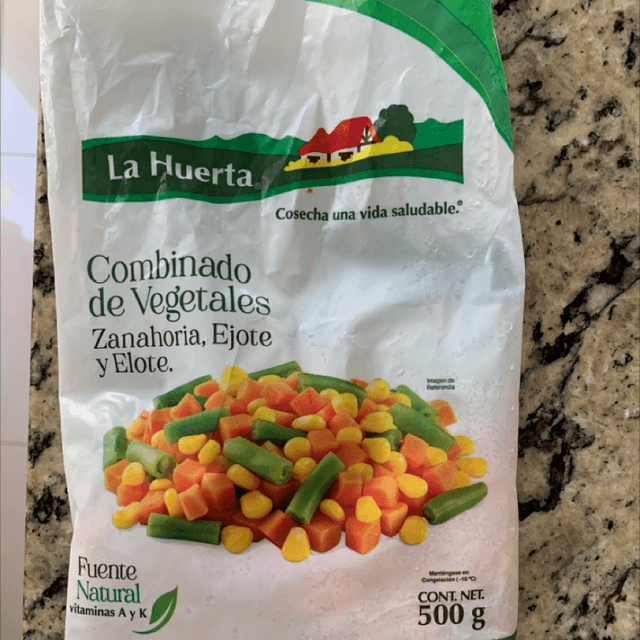 La Huerta®
Cosecha una vida saludable.®
Combinado
de Vegetales
Zanahoria, Ejote
y Elote.
Imagen de
Referencia
Fuente
Natural
vitaminas A y K
Manténgase en
Congelación (-18 °C)
CONT. NET.
500 g